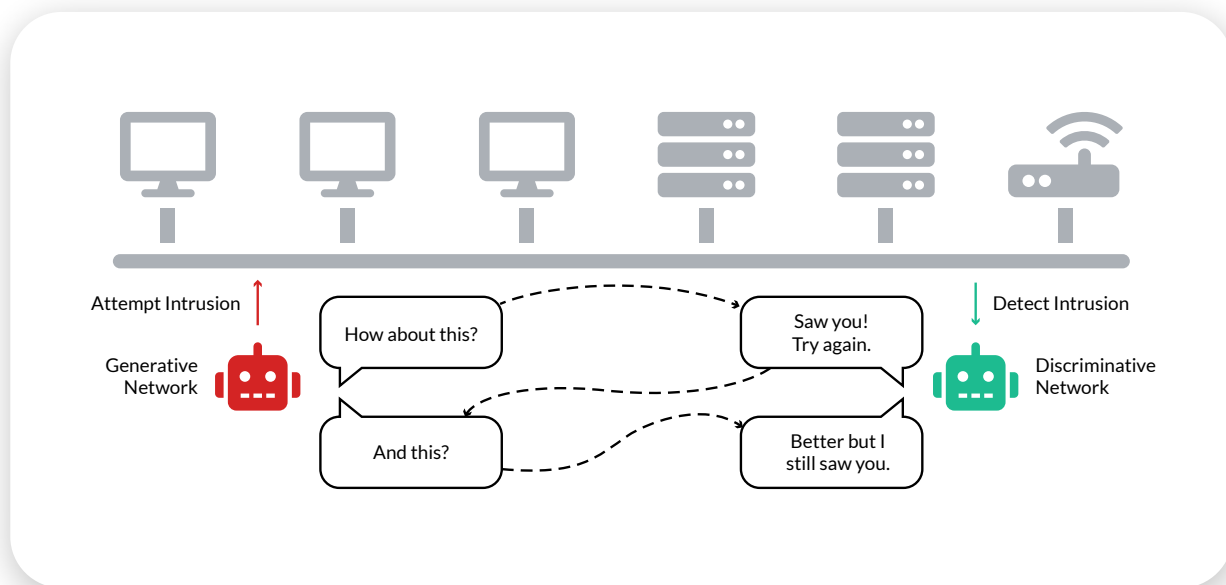 Attempt Intrusion
Generative
Network
How about this?
Saw you!
Try again.
And this?
Better but I
still saw you.
Detect Intrusion
Discriminative
Network